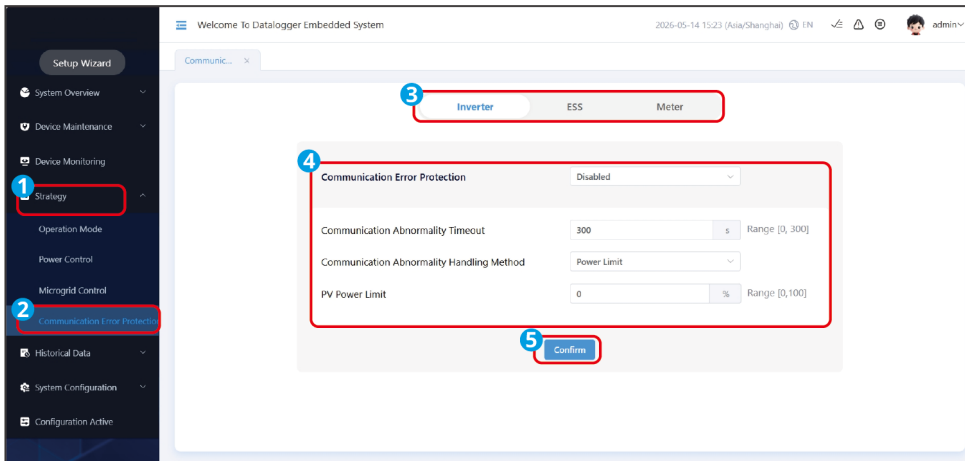 Welcome To Datalogger Embedded System
2026-05-14 15:23 (Asia/Shanghai) EN
admin
Setup Wizard
Communic... ×
System Overview
Device Maintenance
Device Monitoring
1
Strategy
Operation Mode
Power Control
Microgrid Control
2
Communication Error Protection
Historical Data
System Configuration
Configuration Active
3
Inverter ESS Meter
4
Communication Error Protection Disabled
Communication Abnormality Timeout 300 s Range [0, 300]
Communication Abnormality Handling Method Power Limit
PV Power Limit 0 % Range [0,100]
5
Confirm